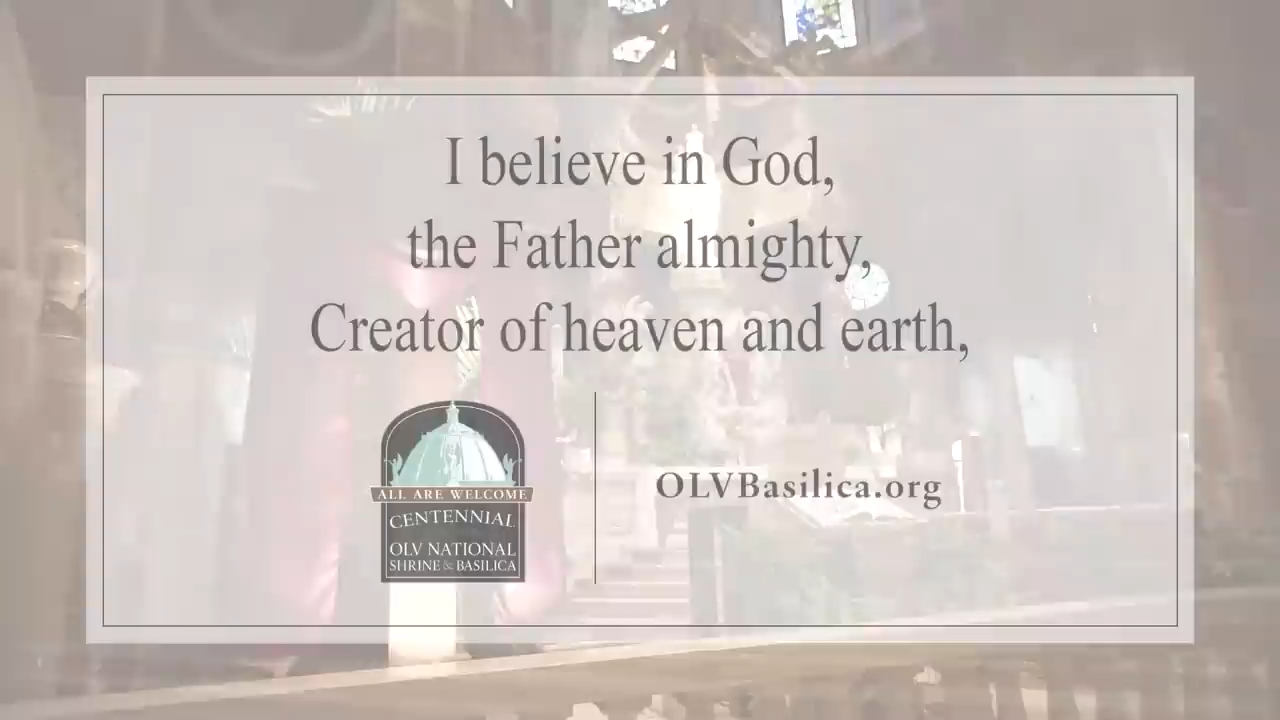 I believe in God,
the Father almighty,
Creator of heaven and earth,
ALL ARE WELCOME
CENTENNIAL
OLV NATIONAL
SHRINE & BASILICA
OLVBasilica.org